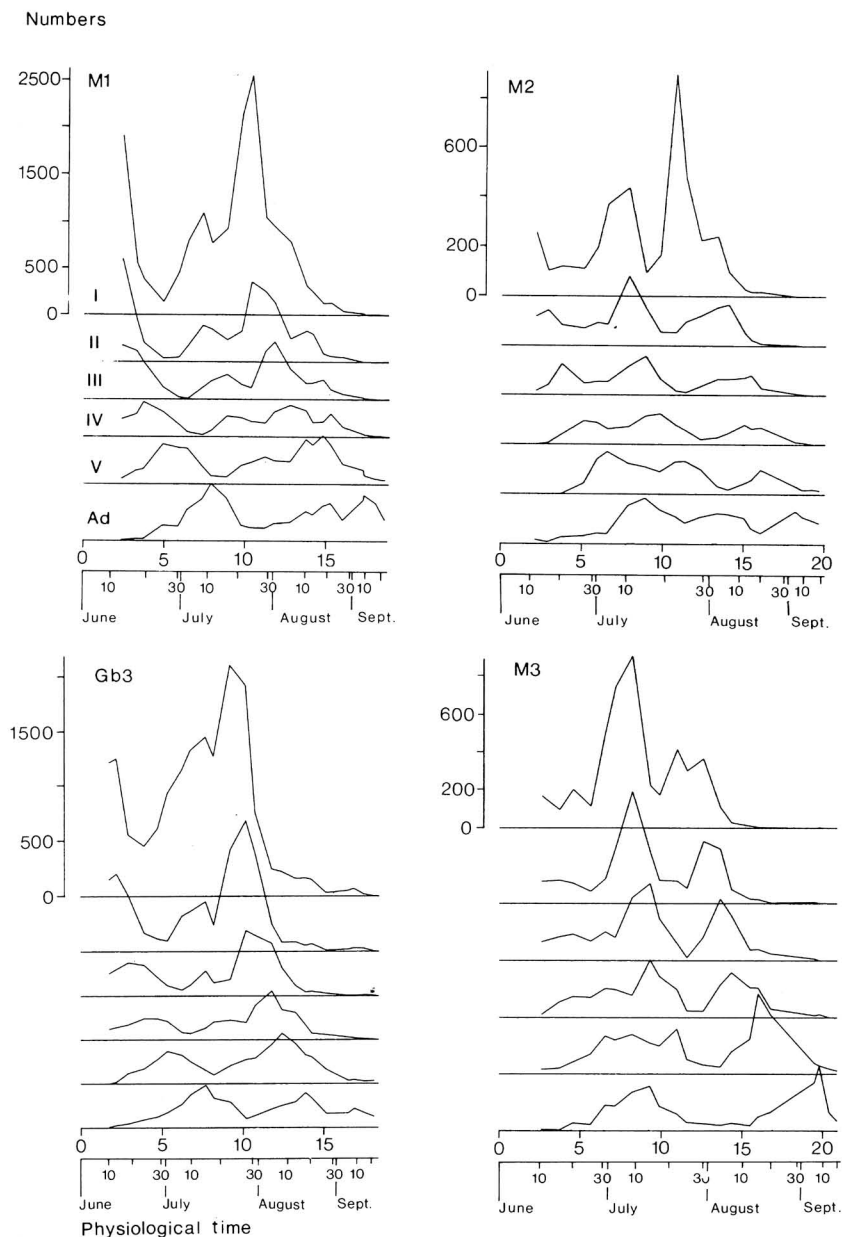 Numbers
M1
2500
1500
500
0
I
II
III
IV
V
Ad
0 5 10 15
10 30 10 30 10 30 10
June July August Sept.
M2
600
200
0
0 5 10 15 20
10 30 10 30 10 30 10
June July August Sept.
Gb3
1500
500
0
0 5 10 15
10 30 10 30 10 30 10
June July August Sept.
Physiological time
M3
600
200
0
0 5 10 15 20
10 30 10 30 10 30 10
June July August Sept.